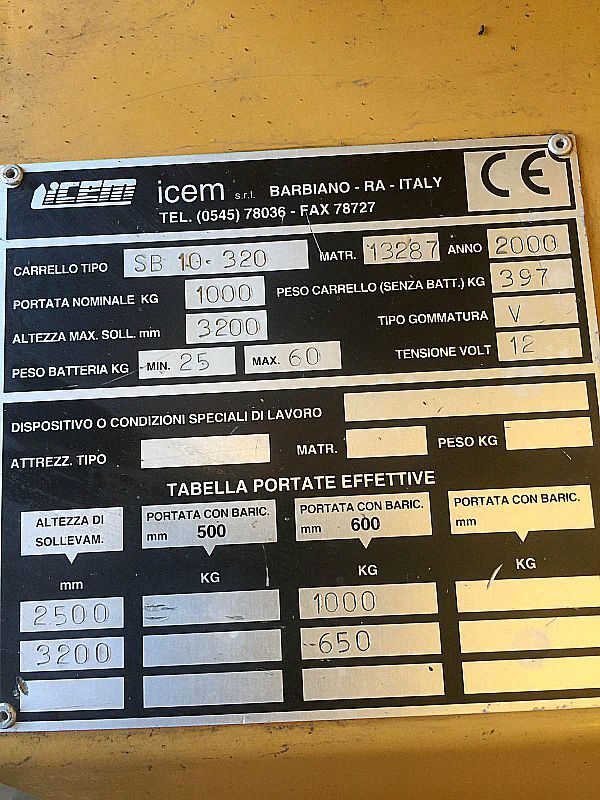 icem icem s.r.l. BARBIANO - RA - ITALY CE
TEL. (0545) 78036 - FAX 78727
CARRELLO TIPO SB 10-320 MATR. 13287 ANNO 2000
PORTATA NOMINALE KG 1000 PESO CARRELLO (SENZA BATT.) KG 397
ALTEZZA MAX. SOLL. mm 3200 TIPO GOMMATURA V
PESO BATTERIA KG MIN. 25 MAX. 60 TENSIONE VOLT 12
DISPOSITIVO O CONDIZIONI SPECIALI DI LAVORO
ATTREZZ. TIPO MATR. PESO KG
TABELLA PORTATE EFFETTIVE
ALTEZZA DI PORTATA CON BARIC. PORTATA CON BARIC. PORTATA CON BARIC.
SOLLEVAM. mm 500 mm 600 mm
mm KG KG KG
2500 1000
3200 650